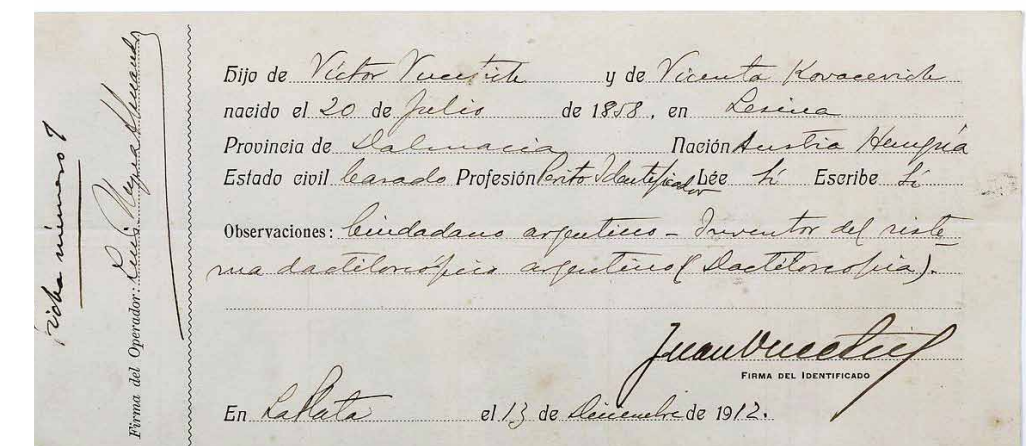 Hijo de Víctor Vucetich y de Vicenta Kovacevich
nacido el 20 de Julio de 1858, en Lesina
Provincia de Dalmacia Nación Austria Hungría
Estado civil Casado Profesión Perito Identificador Lée Sí Escribe Sí
Observaciones: Ciudadano argentino – Inventor del siste
ma dactiloscópico argentino (Dactiloscopia).
Juan Vucetich
FIRMA DEL IDENTIFICADO
En La Plata el 13 de Diciembre de 1912.
Firma del Operador: Luis Reyna Almandos
Ficha número 1